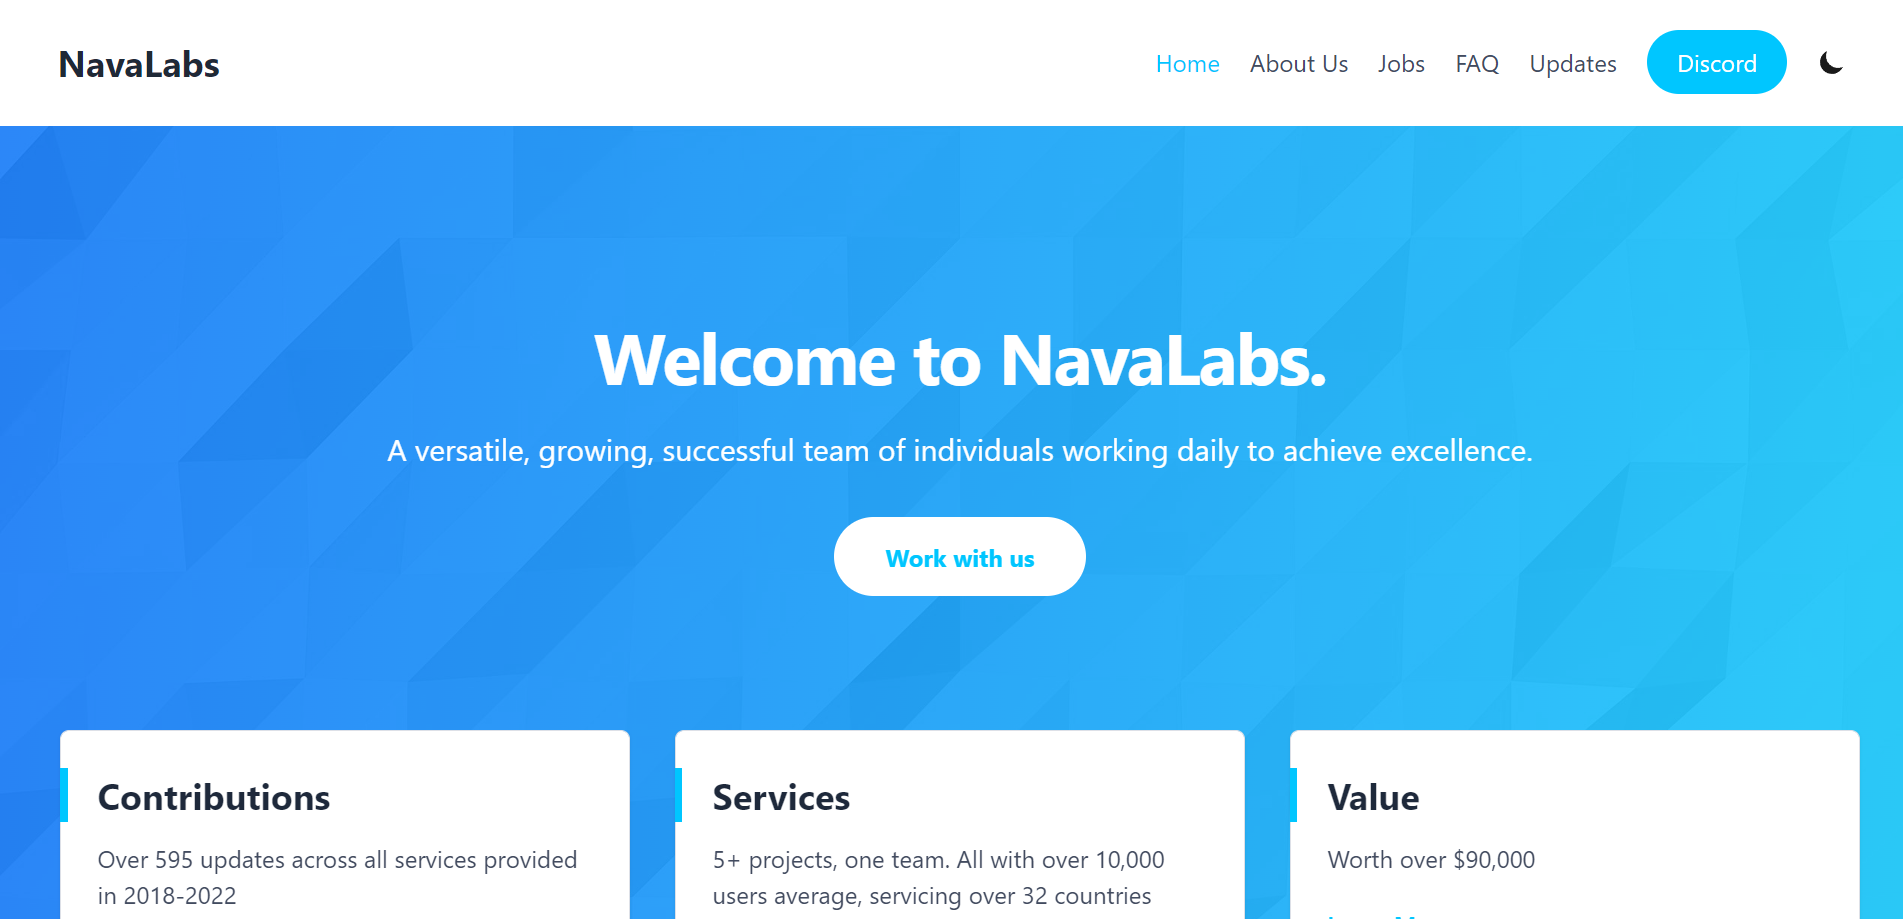 NavaLabs
Home About Us Jobs FAQ Updates Discord
Welcome to NavaLabs.
A versatile, growing, successful team of individuals working daily to achieve excellence.
Work with us
Contributions
Over 595 updates across all services provided
in 2018-2022
Services
5+ projects, one team. All with over 10,000
users average, servicing over 32 countries
Value
Worth over $90,000